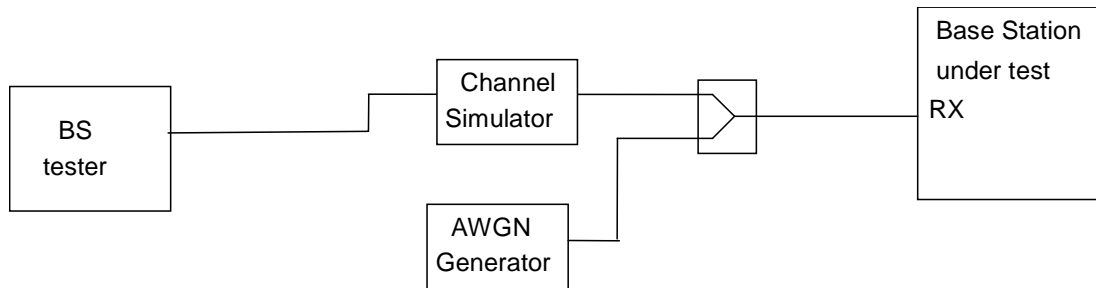 BS
tester
Channel
Simulator
AWGN
Generator
Base Station
under test
RX